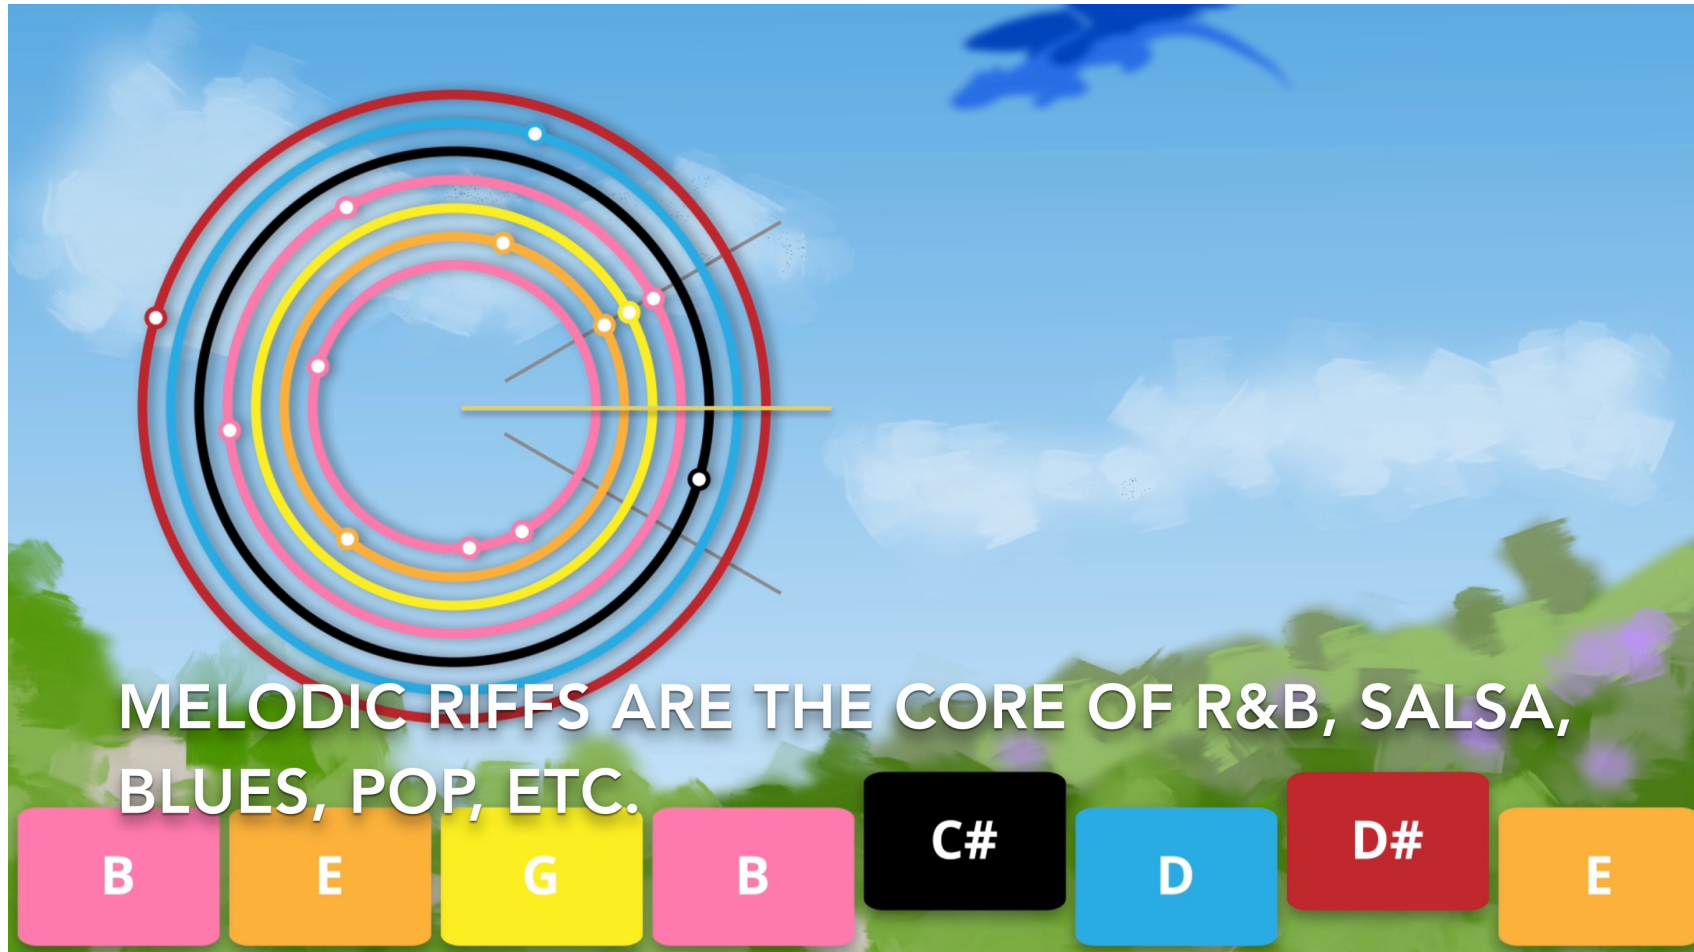 MELODIC RIFFS ARE THE CORE OF R&B, SALSA,
BLUES, POP, ETC.
B E G B C# D D# E